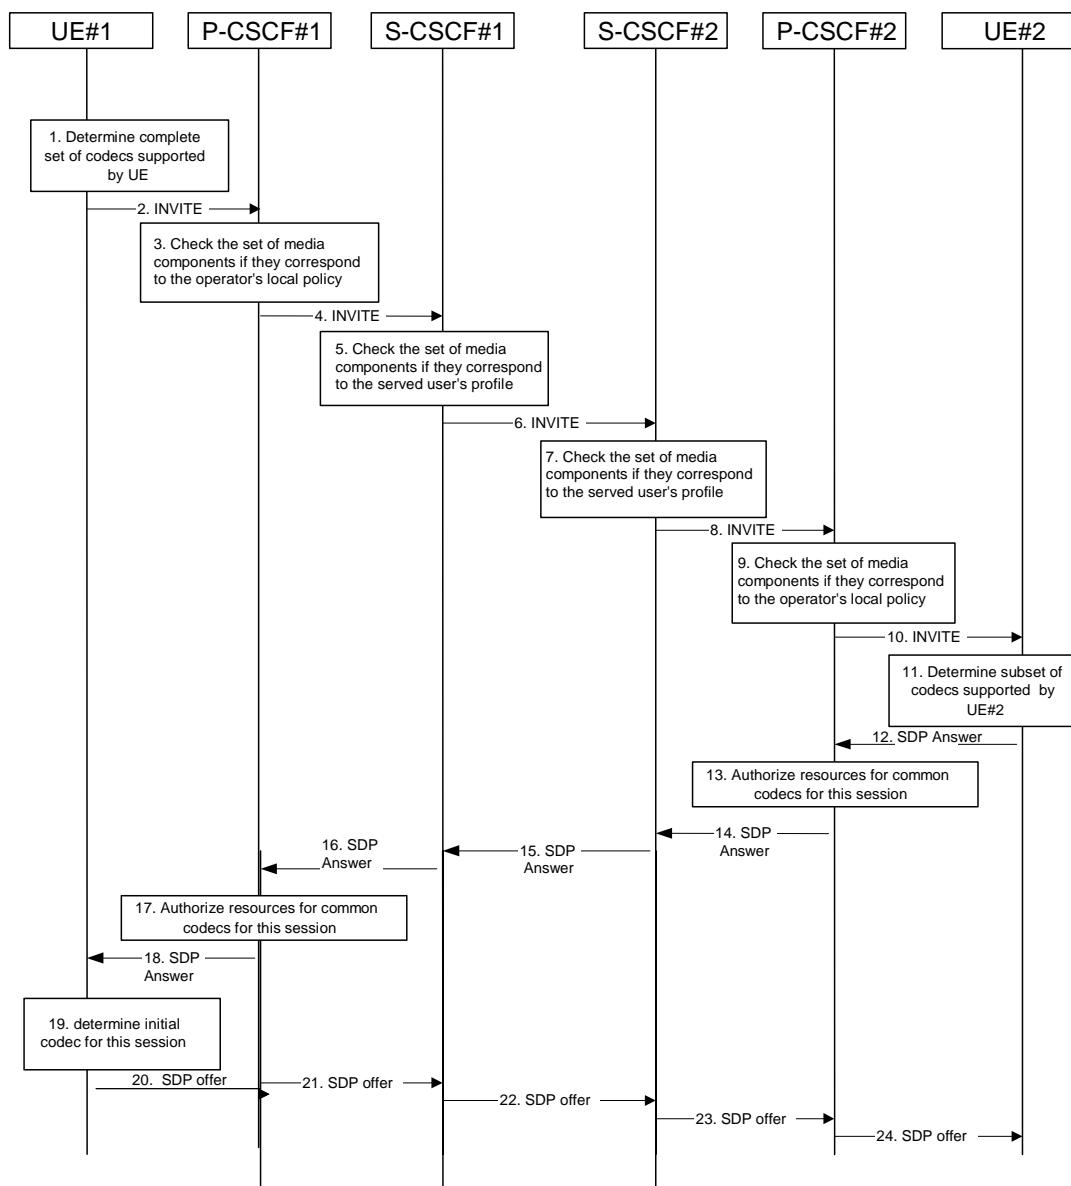 UE#1
P-CSCF#1
S-CSCF#1
S-CSCF#2
P-CSCF#2
UE#2
1. Determine complete
set of codecs supported
by UE
2. INVITE
3. Check the set of media
components if they correspond
to the operator's local policy
4. INVITE
5. Check the set of media
components if they correspond
to the served user's profile
6. INVITE
7. Check the set of media
components if they correspond
to the served user's profile
8. INVITE
9. Check the set of media
components if they correspond
to the operator's local policy
10. INVITE
11. Determine subset of
codecs supported by
UE#2
12. SDP Answer
13. Authorize resources for common
codecs for this session
14. SDP
Answer
15. SDP
Answer
16. SDP
Answer
17. Authorize resources for common
codecs for this session
18. SDP
Answer
19. determine initial
codec for this session
20. SDP offer
21. SDP offer
22. SDP offer
23. SDP offer
24. SDP offer